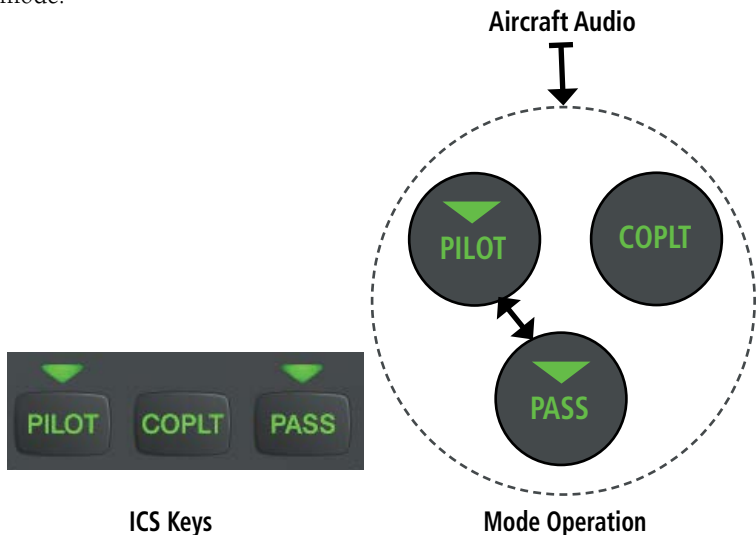 mode.
Aircraft Audio
PILOT
COPLT
PASS
PILOT COPLT PASS
ICS Keys
Mode Operation